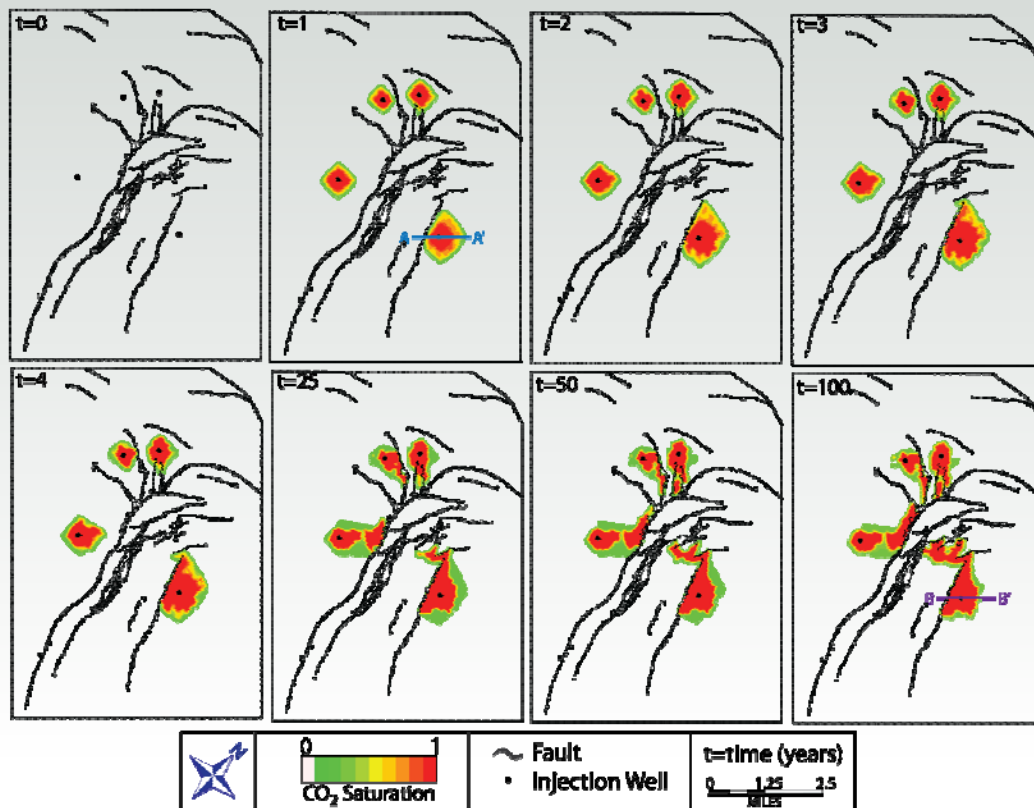 t=0
t=1
t=2
t=3
A A'
t=4
t=25
t=50
t=100
B B'
N
0 1
CO₂ Saturation
Fault
Injection Well
t=time (years)
0 1.25 2.5
MILES